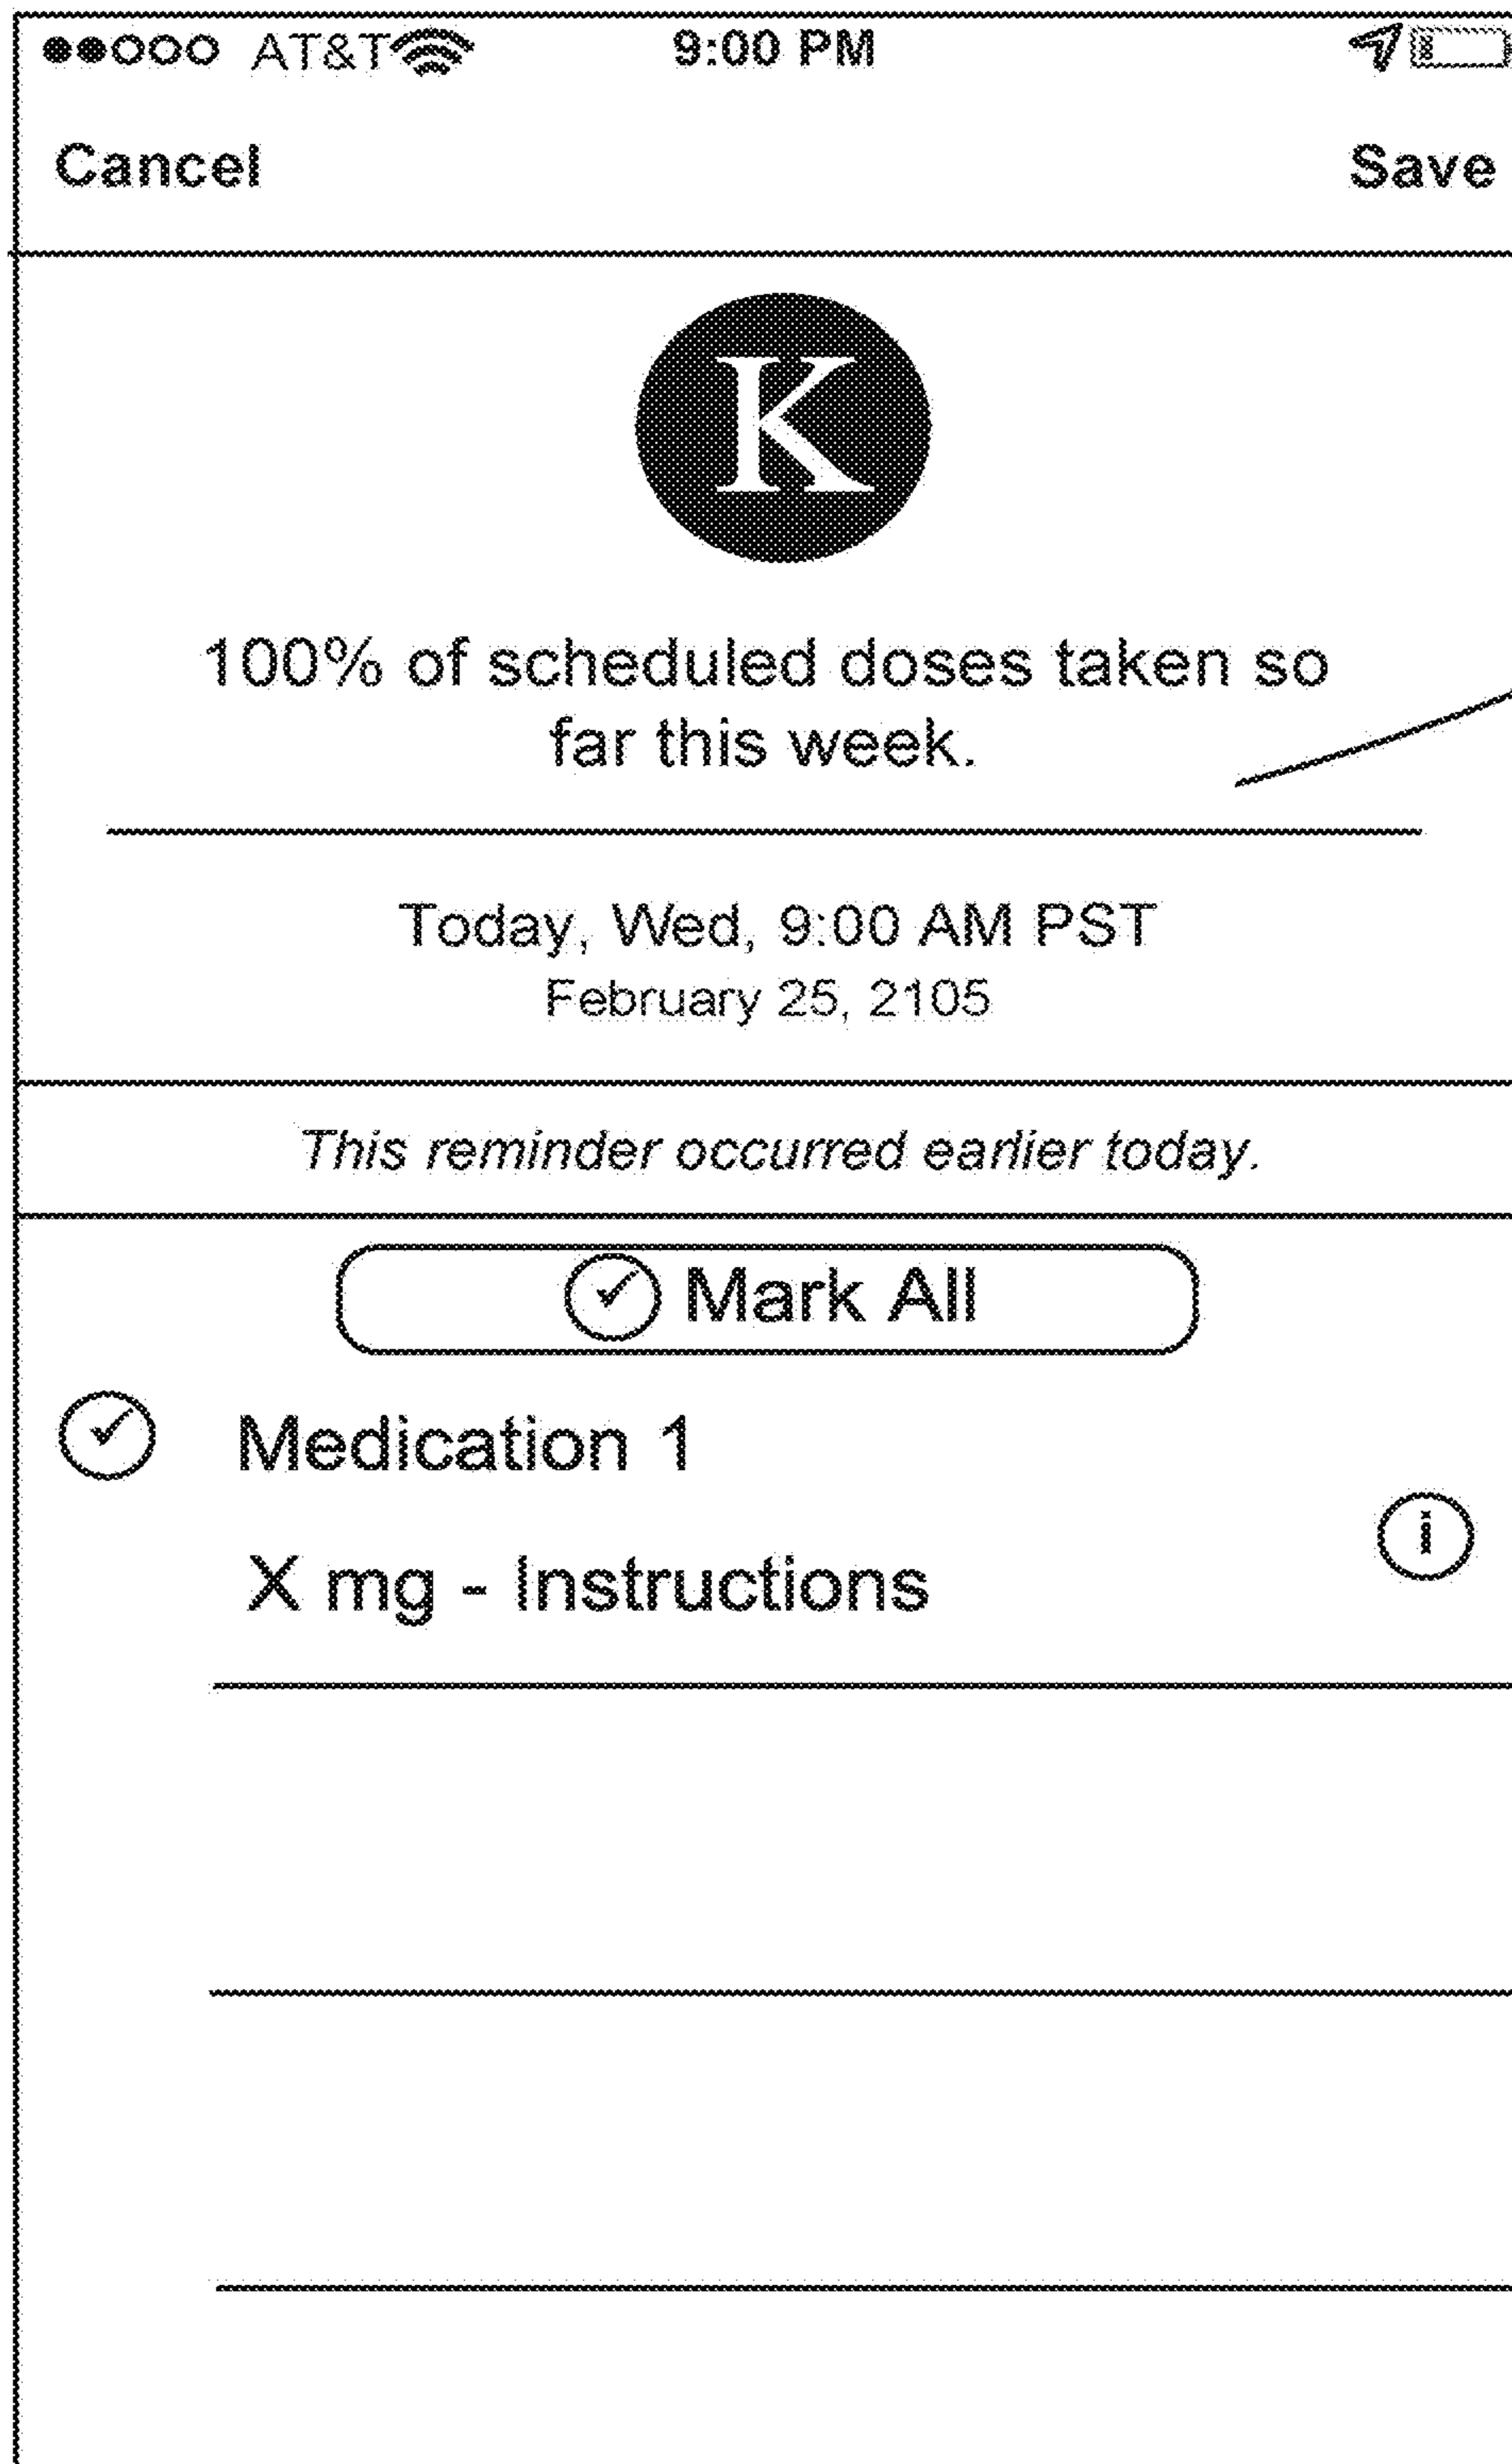 AT&T 9:00 PM
Cancel Save
K
100% of scheduled doses taken so
far this week.
Today, Wed, 9:00 AM PST
February 25, 2105
This reminder occurred earlier today.
Mark All
Medication 1
i
X mg - Instructions